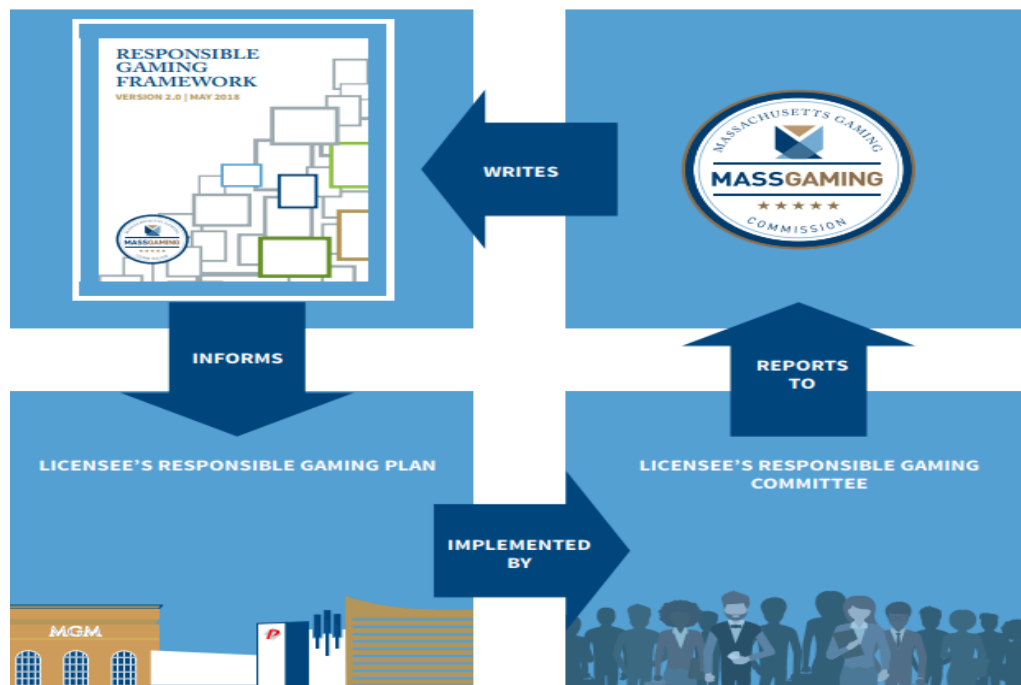 RESPONSIBLE
GAMING
FRAMEWORK
VERSION 2.0 | MAY 2018
MASSGAMING
WRITES
MASSACHUSETTS GAMING
MASSGAMING
COMMISSION
INFORMS
REPORTS
TO
LICENSEE'S RESPONSIBLE GAMING PLAN
LICENSEE'S RESPONSIBLE GAMING
COMMITTEE
IMPLEMENTED
BY
MGM
P